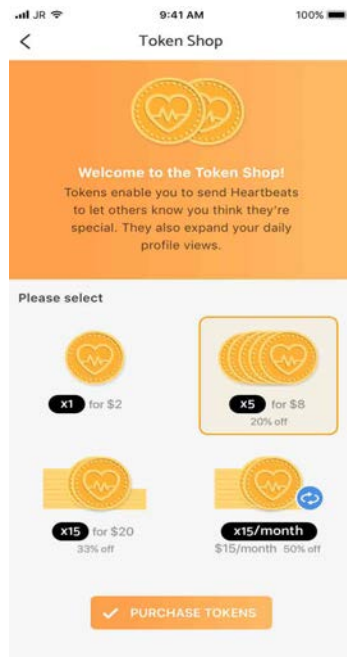 JR 9:41 AM 100%
Token Shop
Welcome to the Token Shop!
Tokens enable you to send Heartbeats
to let others know you think they're
special. They also expand your daily
profile views.
Please select
x1 for $2
x5 for $8
20% off
x15 for $20
33% off
x15/month
$15/month 50% off
PURCHASE TOKENS